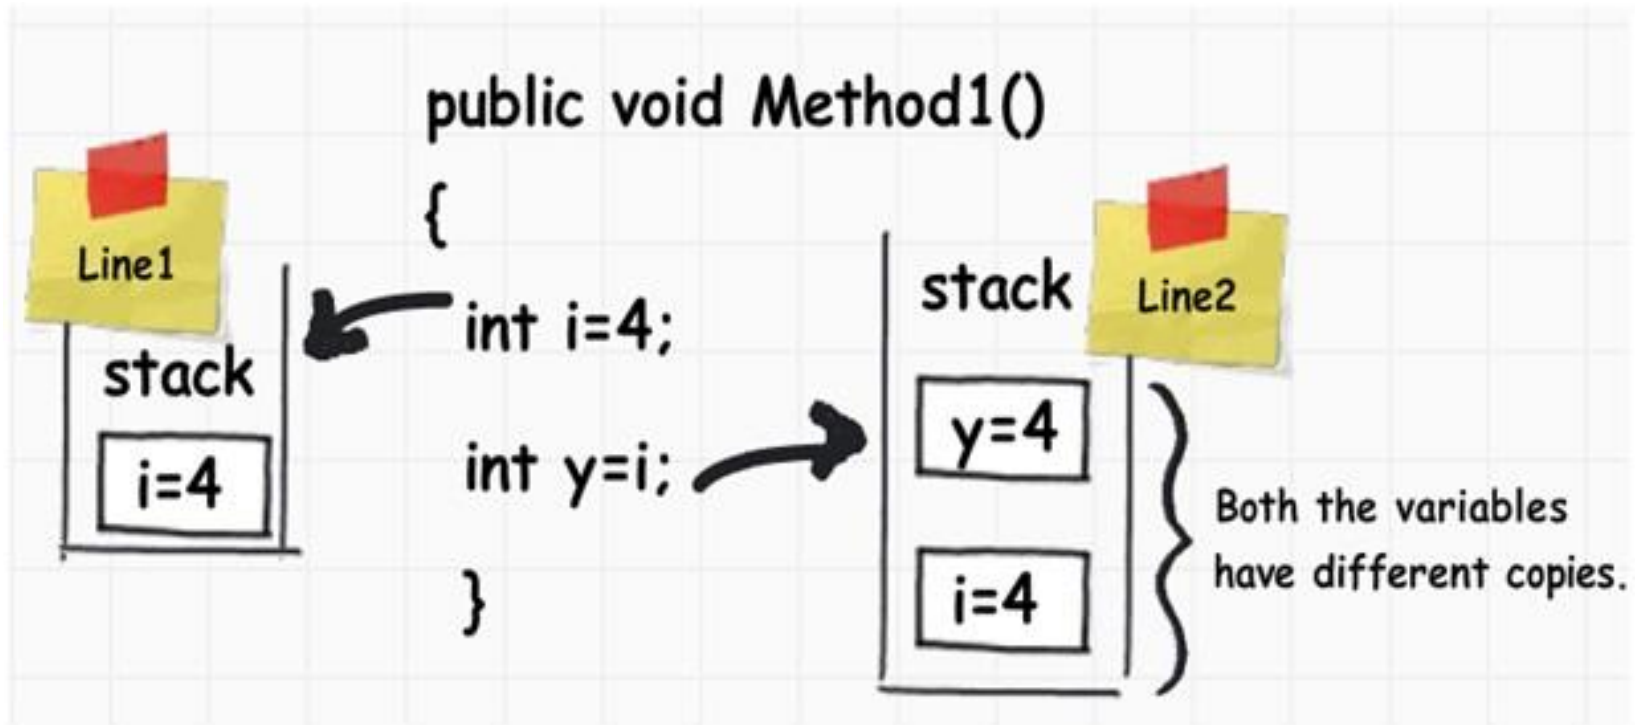 public void Method1()
{
Line1
stack
i=4
int i=4;
int y=i;
}
stack
Line2
y=4
i=4
Both the variables
have different copies.